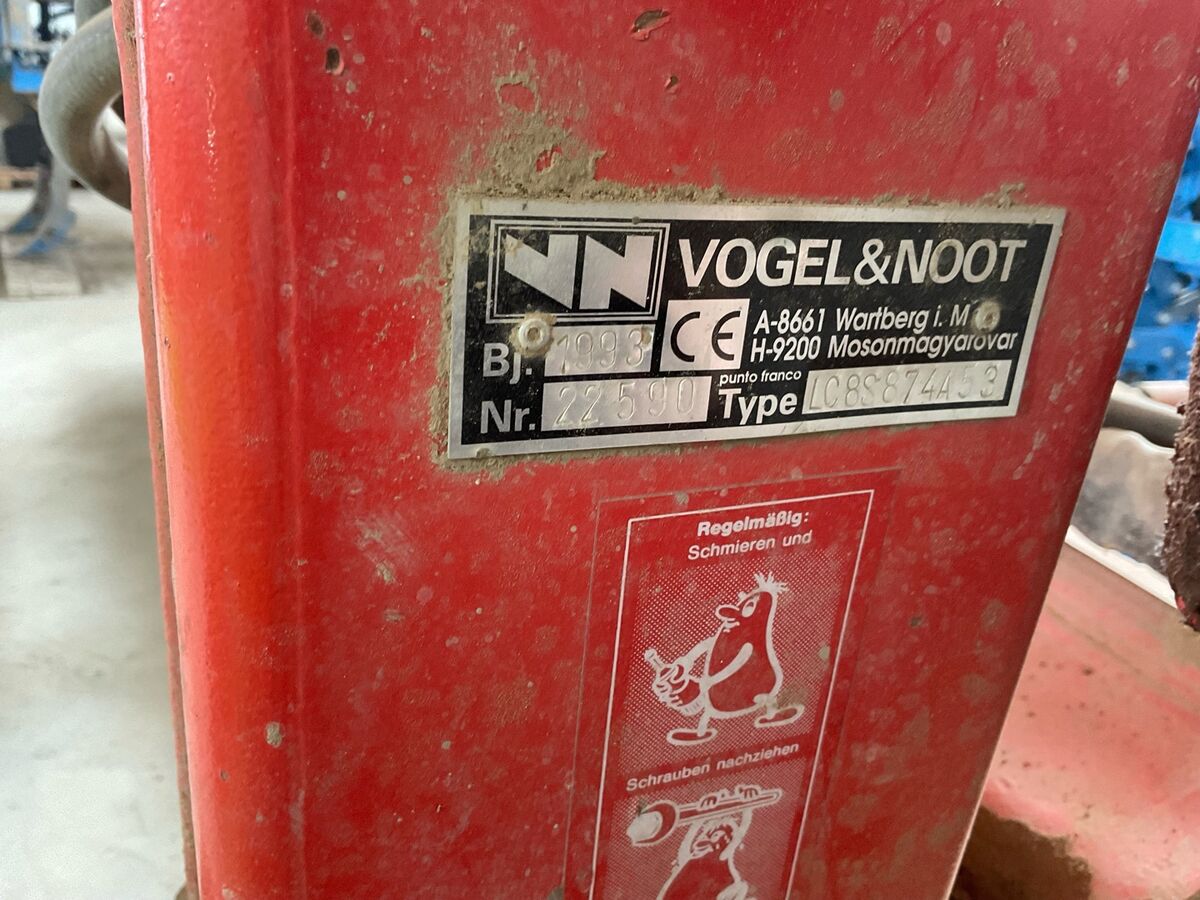 VN VOGEL&NOOT
A-8661 Wartberg i. M
H-9200 Mosonmagyarovar
CE
Bj. 1993
punto franco
Nr. 22590
Type LC8S874A53
Regelmäßig:
Schmieren und
Schrauben nachziehen